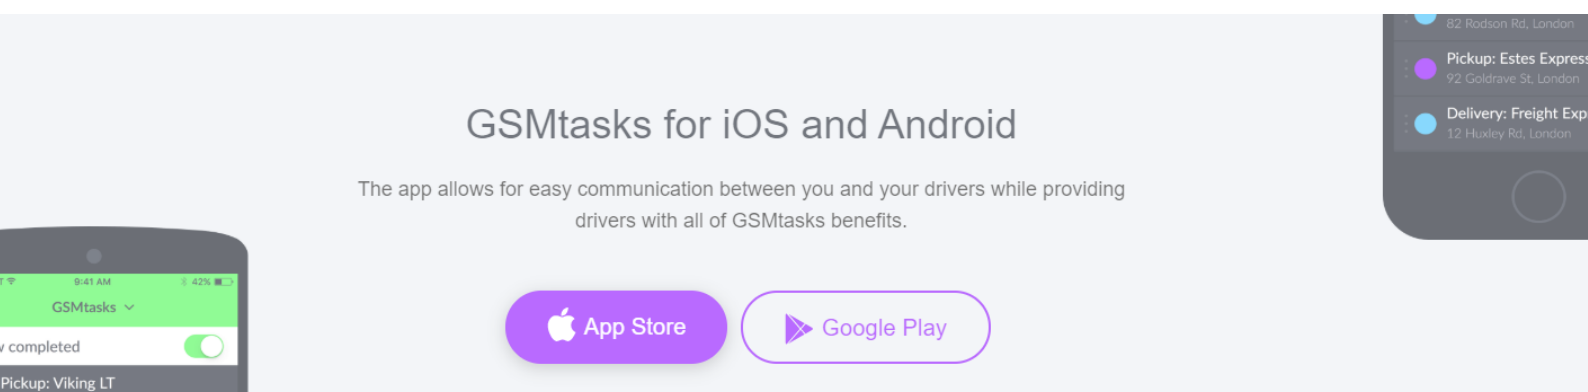 82 Rodson Rd, London
Pickup: Estes Express
92 Goldrave St, London
Delivery: Freight Exp
12 Huxley Rd, London
GSMtasks for iOS and Android
The app allows for easy communication between you and your drivers while providing
drivers with all of GSMtasks benefits.
9:41 AM 42%
GSMtasks
completed
Pickup: Viking LT
App Store Google Play